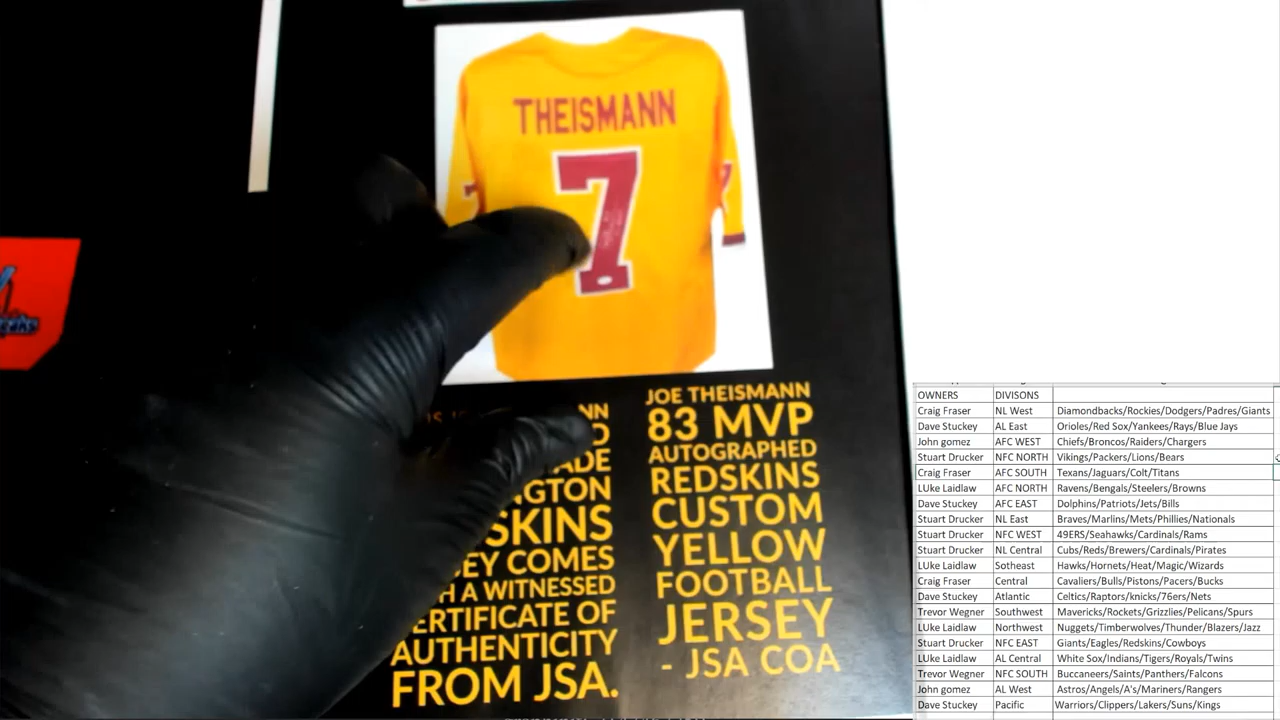 THEISMANN
7
JOE THEISMANN
83 MVP
AUTOGRAPHED
REDSKINS
CUSTOM
YELLOW
FOOTBALL
JERSEY
- JSA COA
COMES
A WITNESSED
CERTIFICATE OF
AUTHENTICITY
FROM JSA.
OWNERS DIVISONS
Craig Fraser NL West Diamondbacks/Rockies/Dodgers/Padres/Giants
Dave Stuckey AL East Orioles/Red Sox/Yankees/Rays/Blue Jays
John gomez AFC WEST Chiefs/Broncos/Raiders/Chargers
Stuart Drucker NFC NORTH Vikings/Packers/Lions/Bears
Craig Fraser AFC SOUTH Texans/Jaguars/Colt/Titans
LUke Laidlaw AFC NORTH Ravens/Bengals/Steelers/Browns
Dave Stuckey AFC EAST Dolphins/Patriots/Jets/Bills
Stuart Drucker NL East Braves/Marlins/Mets/Phillies/Nationals
Stuart Drucker NFC WEST 49ERS/Seahawks/Cardinals/Rams
Stuart Drucker NL Central Cubs/Reds/Brewers/Cardinals/Pirates
LUke Laidlaw Sotheast Hawks/Hornets/Heat/Magic/Wizards
Craig Fraser Central Cavaliers/Bulls/Pistons/Pacers/Bucks
Dave Stuckey Atlantic Celtics/Raptors/knicks/76ers/Nets
Trevor Wegner Southwest Mavericks/Rockets/Grizzlies/Pelicans/Spurs
LUke Laidlaw Northwest Nuggets/Timberwolves/Thunder/Blazers/Jazz
Stuart Drucker NFC EAST Giants/Eagles/Redskins/Cowboys
LUke Laidlaw AL Central White Sox/Indians/Tigers/Royals/Twins
Trevor Wegner NFC SOUTH Buccaneers/Saints/Panthers/Falcons
John gomez AL West Astros/Angels/A's/Mariners/Rangers
Dave Stuckey Pacific Warriors/Clippers/Lakers/Suns/Kings